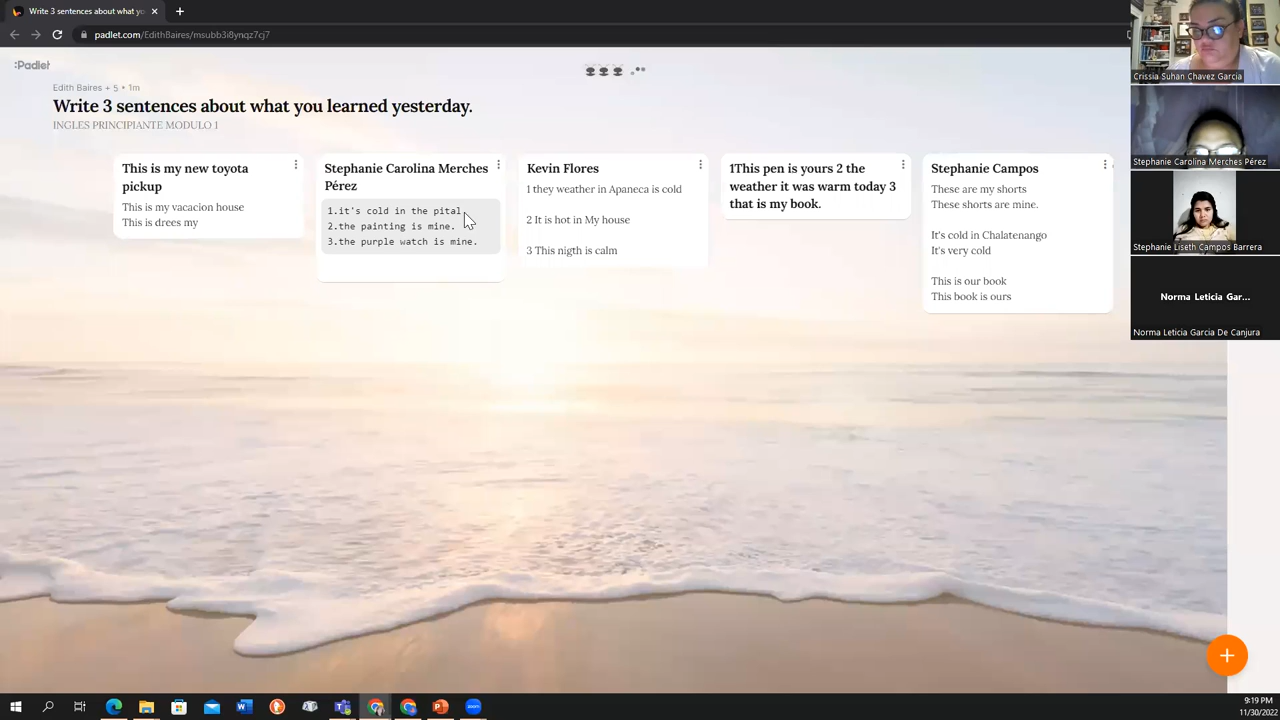 Write 3 sentences about what yo
padlet.com/EdithBaires/msubb3i8ynqz7cj7
:Padlet
Edith Baires + 5 • 1m
Write 3 sentences about what you learned yesterday.
INGLES PRINCIPIANTE MODULO 1
This is my new toyota
pickup
This is my vacacion house
This is drees my
Stephanie Carolina Merches
Pérez
1.it's cold in the pital
2.the painting is mine.
3.the purple watch is mine.
Kevin Flores
1 they weather in Apaneca is cold
2 It is hot in My house
3 This nigth is calm
1This pen is yours 2 the
weather it was warm today 3
that is my book.
Stephanie Campos
These are my shorts
These shorts are mine.
It's cold in Chalatenango
It's very cold
This is our book
This book is ours
Crissia Suhan Chavez Garcia
Stephanie Carolina Merches Pérez
Stephanie Liseth Campos Barrera
Norma Leticia Gar...
Norma Leticia Garcia De Canjura
9:19 PM
11/30/2022